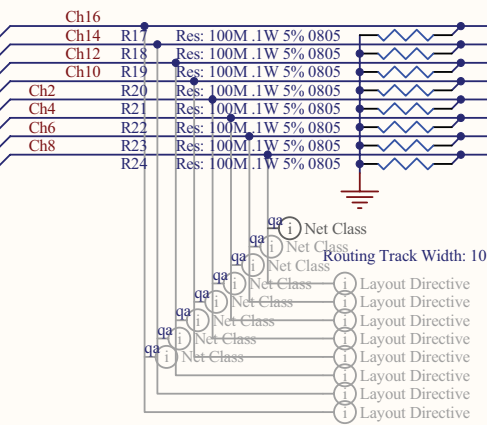 Ch16
R17 Res: 100M .1W 5% 0805
Ch14
R18 Res: 100M .1W 5% 0805
Ch12
R19 Res: 100M .1W 5% 0805
Ch10
R20 Res: 100M .1W 5% 0805
Ch2
R21 Res: 100M .1W 5% 0805
Ch4
R22 Res: 100M .1W 5% 0805
Ch6
R23 Res: 100M .1W 5% 0805
Ch8
R24 Res: 100M .1W 5% 0805
qa i Net Class
qa i Net Class
Routing Track Width: 10
qa i Net Class
qa i Net Class
i Layout Directive
qa i Net Class
i Layout Directive
qa i Net Class
i Layout Directive
qa i Net Class
i Layout Directive
qa i Net Class
i Layout Directive
i Layout Directive
i Layout Directive
i Layout Directive